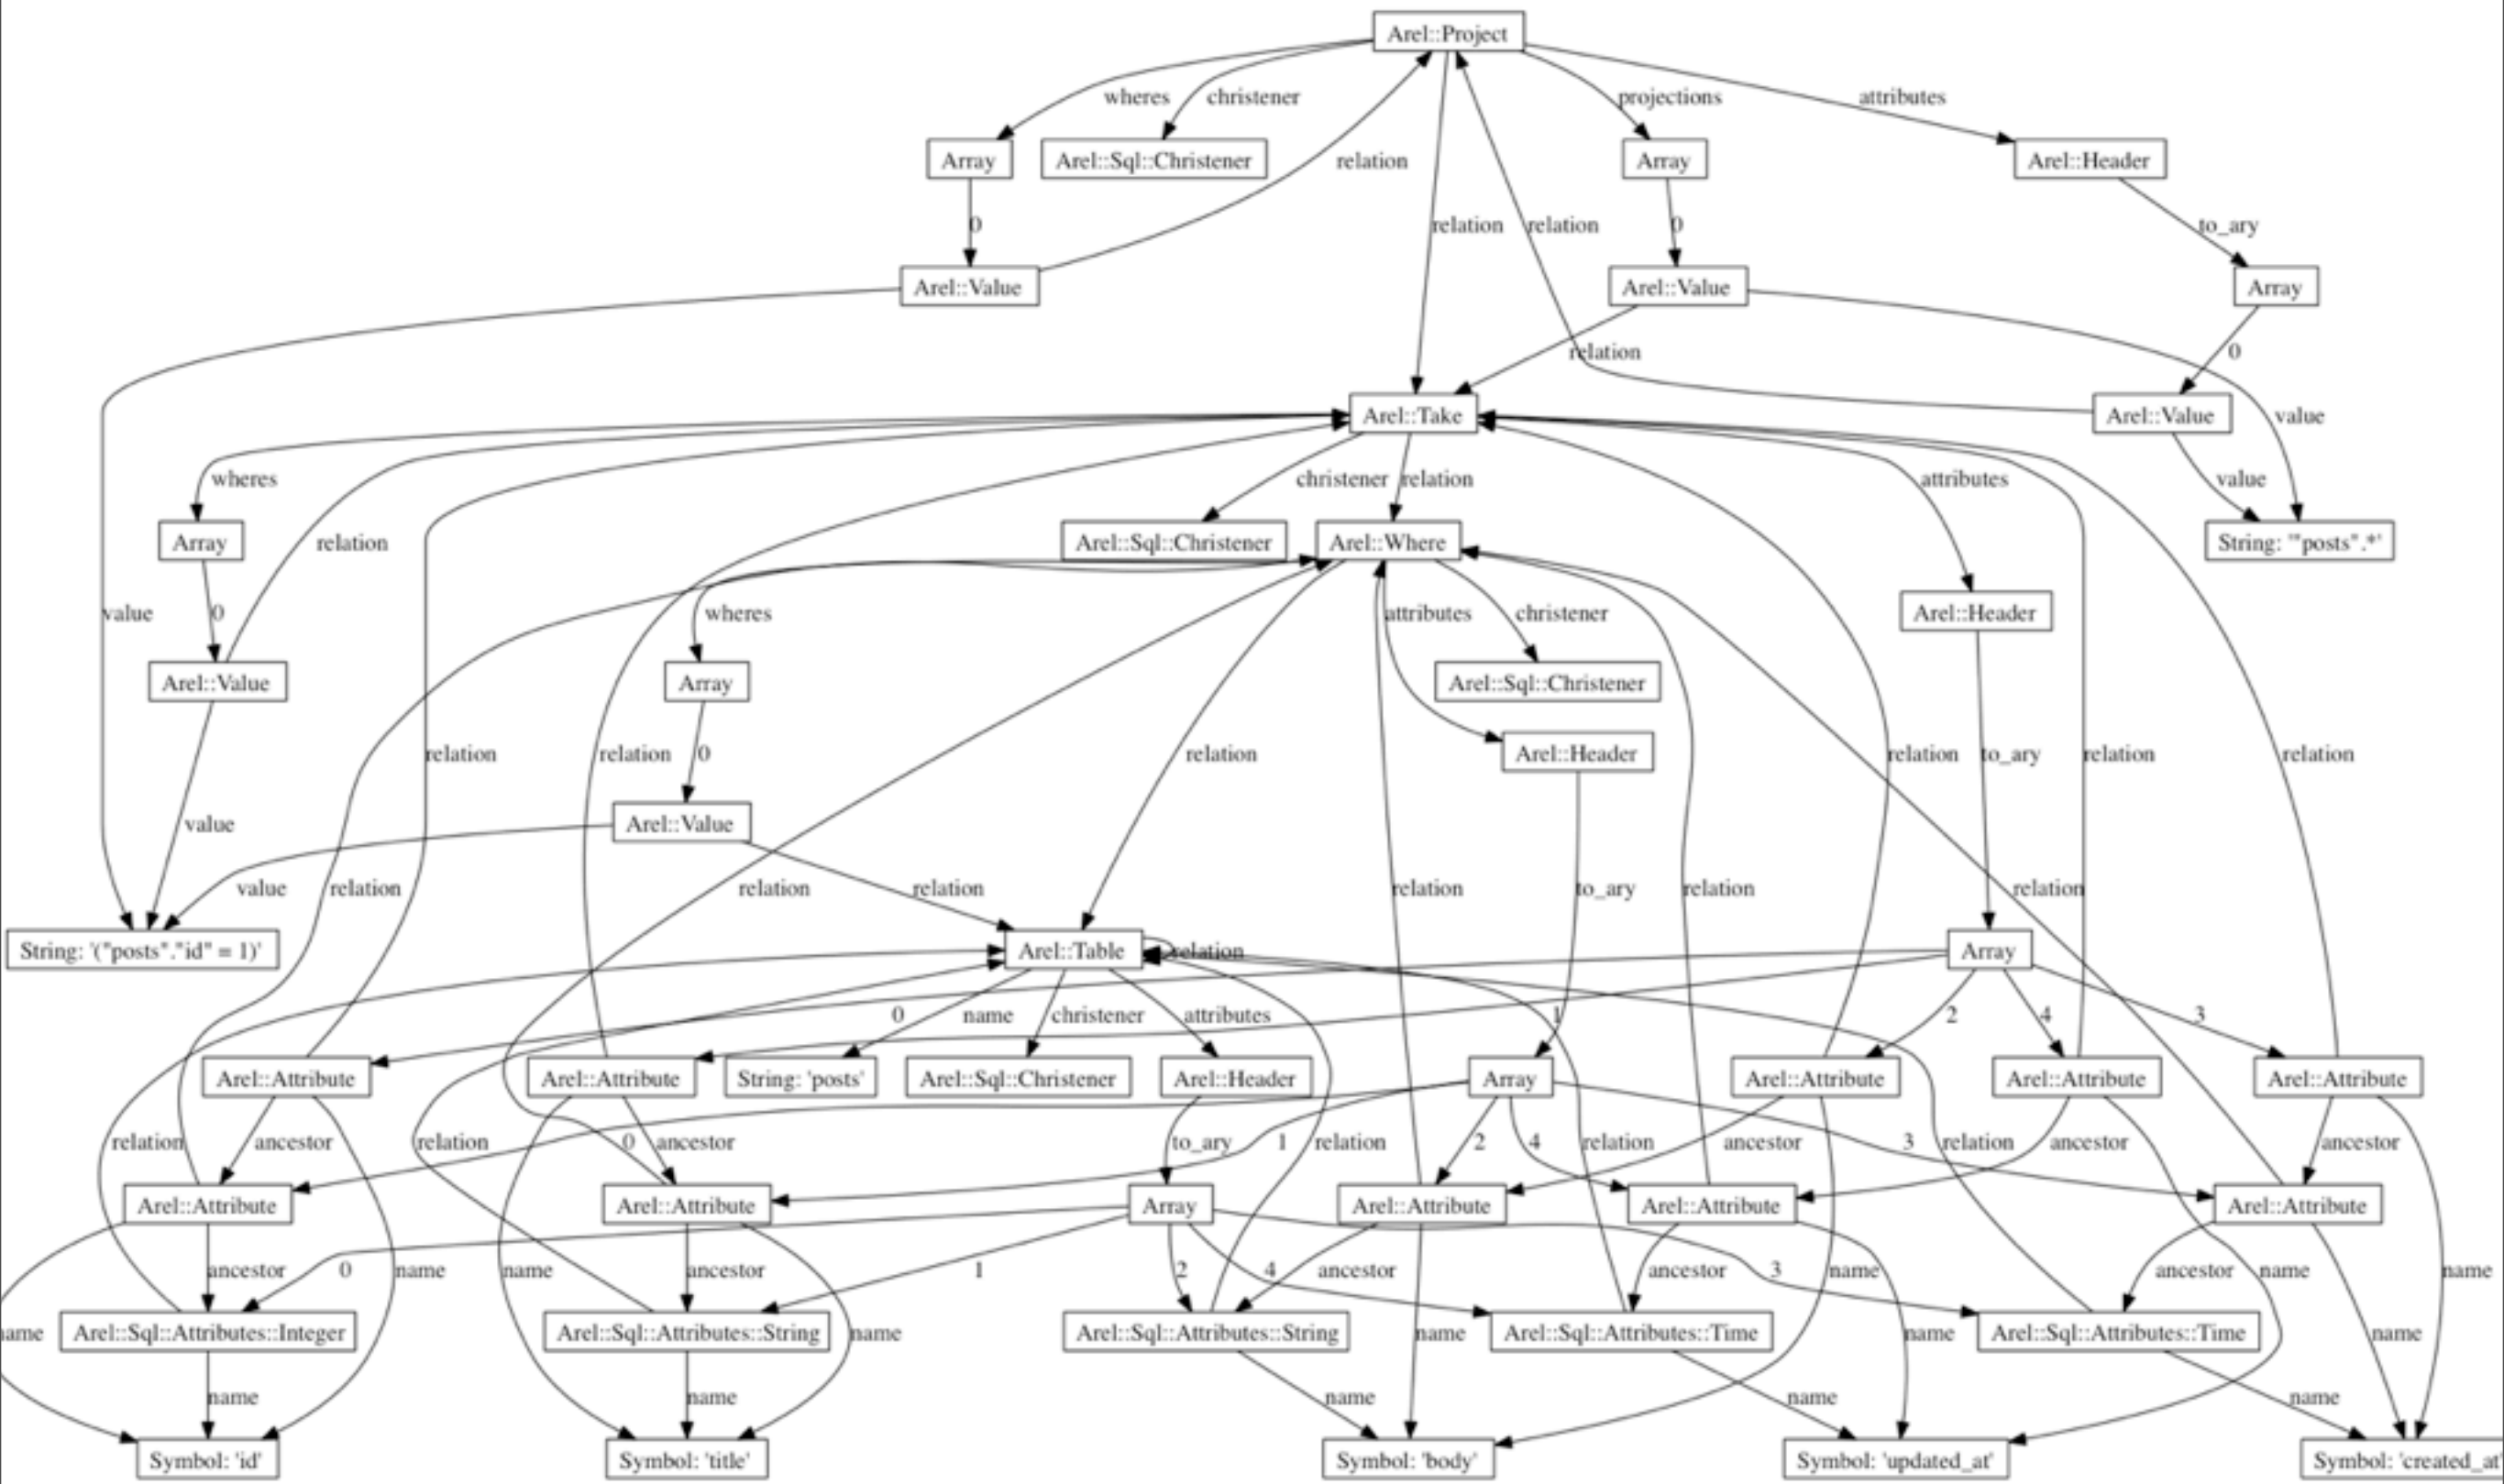 Arel::Project
wheres christener projections attributes
Array Arel::Sql::Christener relation Array Arel::Header
0 relation relation 0 to_ary
Arel::Value Arel::Value Array
relation 0
Arel::Take Arel::Value value
wheres christener relation attributes value
Array relation Arel::Sql::Christener Arel::Where String: '"posts".*'
value 0 wheres attributes christener Arel::Header
Arel::Value Array Arel::Sql::Christener
relation relation 0 relation Arel::Header relation to_ary relation relation
value Arel::Value
value relation relation relation relation to_ary relation relation
String: '("posts"."id" = 1)' Arel::Table relation Array
0 name christener attributes 1 2 4 3
Arel::Attribute Arel::Attribute String: 'posts' Arel::Sql::Christener Arel::Header Array Arel::Attribute Arel::Attribute Arel::Attribute
relation ancestor relation 0 ancestor to_ary 1 relation 2 4 relation ancestor 3 relation ancestor ancestor
Arel::Attribute Arel::Attribute Array Arel::Attribute Arel::Attribute Arel::Attribute
ancestor 0 name name ancestor 1 2 4 ancestor ancestor 3 name ancestor name name
ame Arel::Sql::Attributes::Integer Arel::Sql::Attributes::String name Arel::Sql::Attributes::String name Arel::Sql::Attributes::Time name Arel::Sql::Attributes::Time name
name name name name name
Symbol: 'id' Symbol: 'title' Symbol: 'body' Symbol: 'updated_at' Symbol: 'created_at'